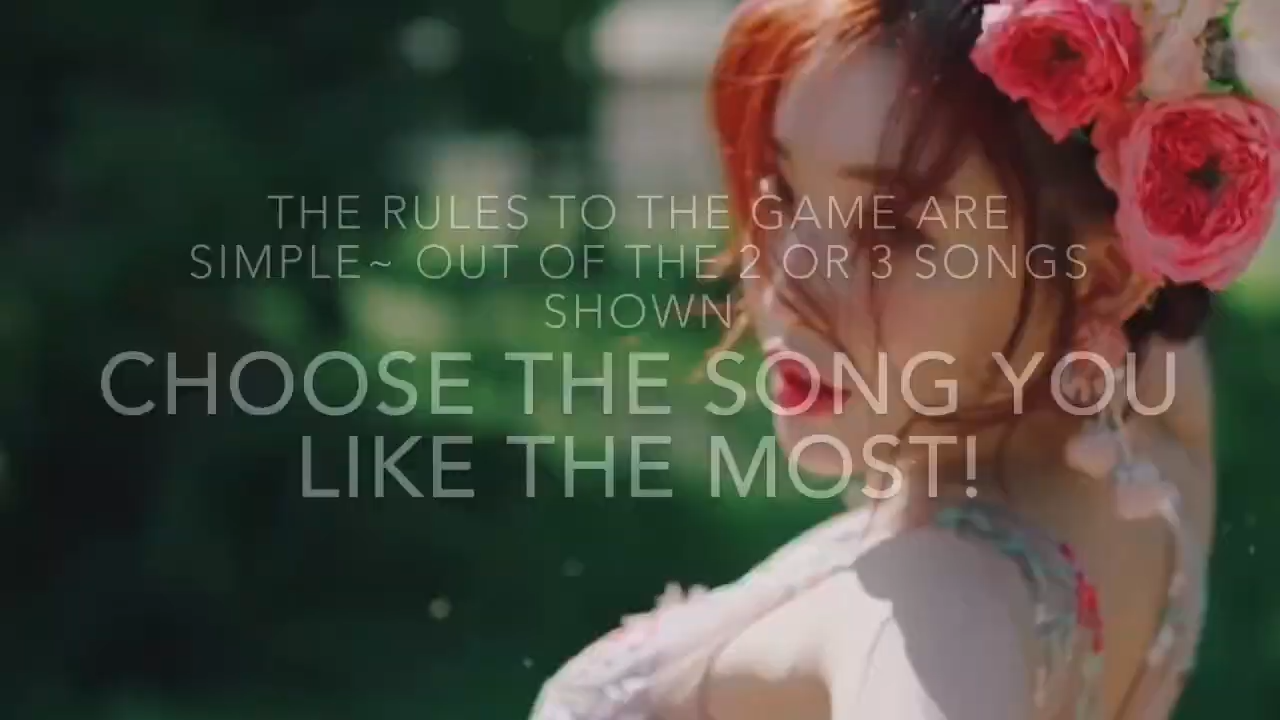 THE RULES TO THE GAME ARE
SIMPLE~ OUT OF THE 2 OR 3 SONGS
SHOWN
CHOOSE THE SONG YOU
LIKE THE MOST!